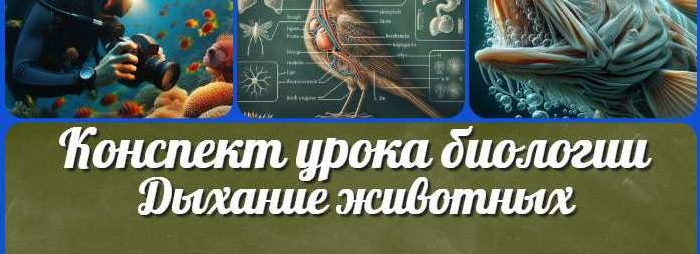 Конспект урока биологии
Дыхание животных